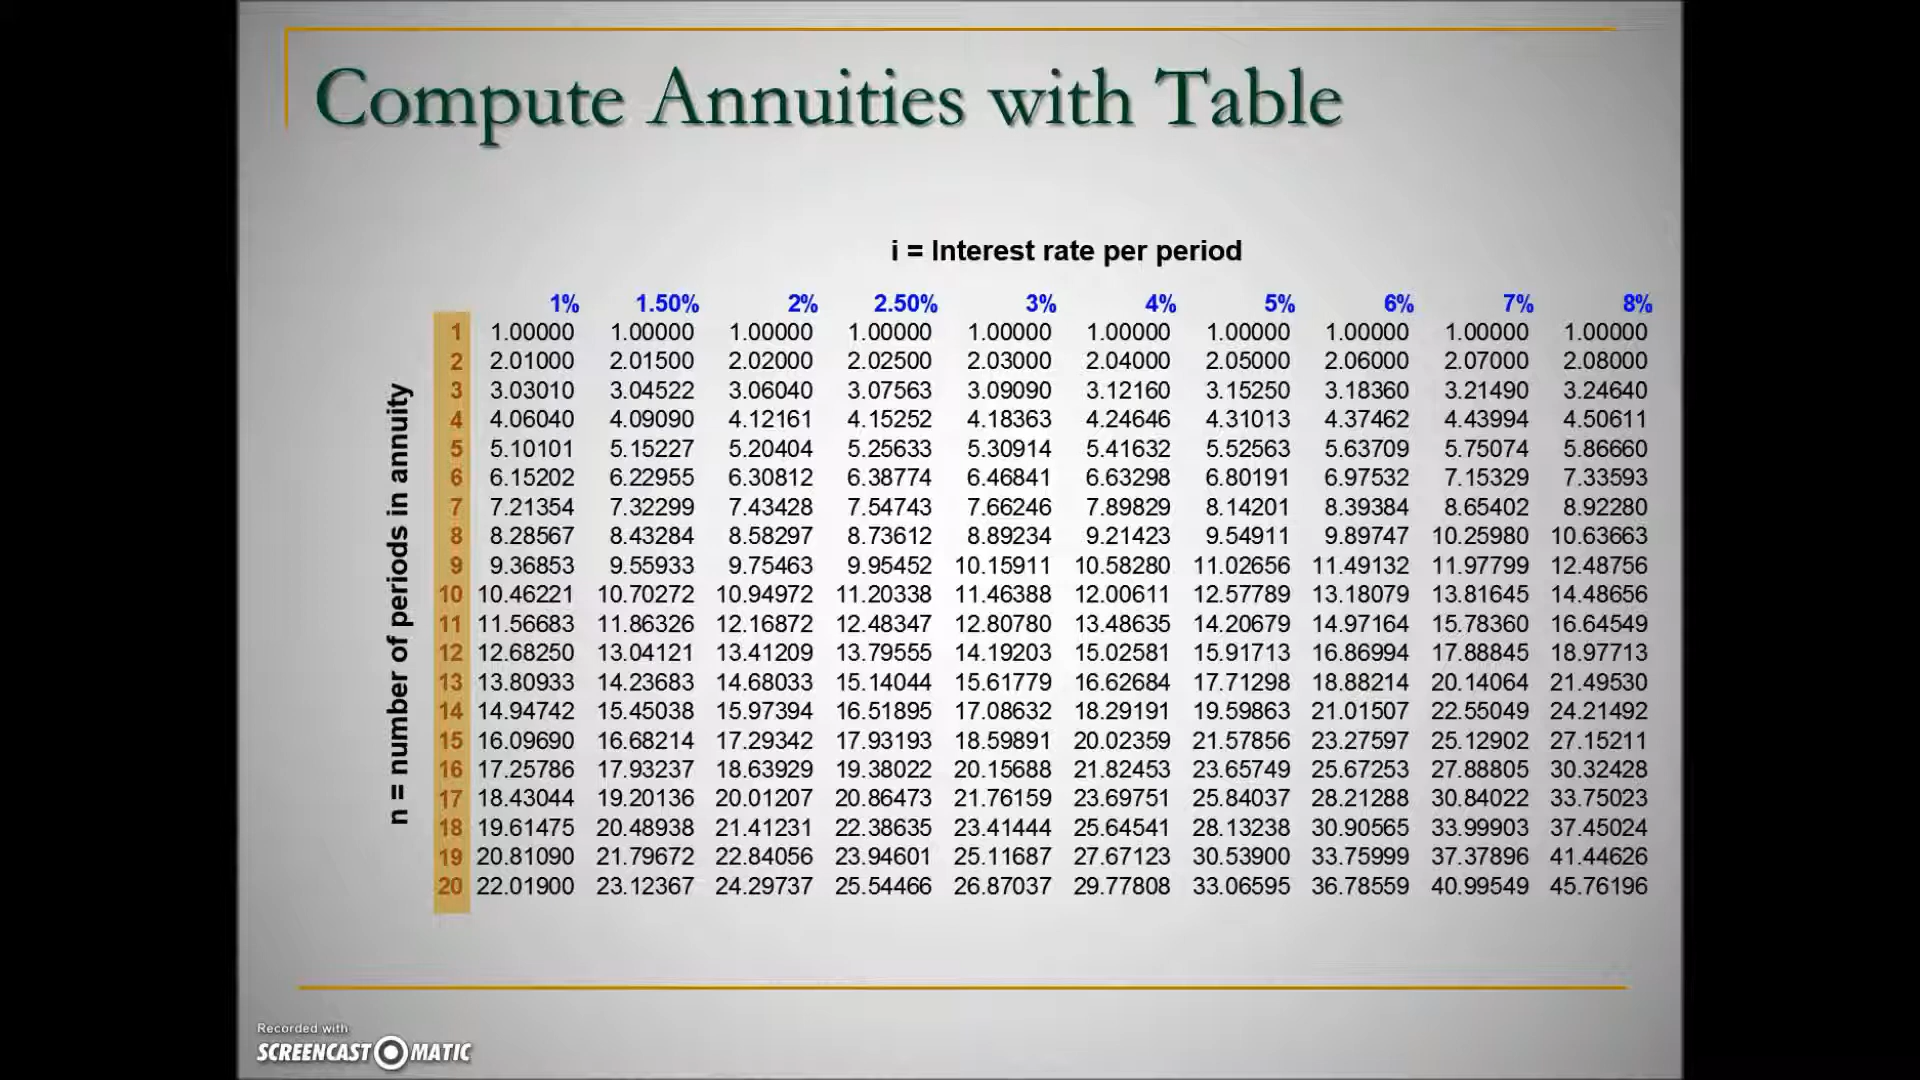 Compute Annuities with Table
i = Interest rate per period
1% 1.50% 2% 2.50% 3% 4% 5% 6% 7% 8%
n = number of periods in annuity
1 1.00000 1.00000 1.00000 1.00000 1.00000 1.00000 1.00000 1.00000 1.00000 1.00000
2 2.01000 2.01500 2.02000 2.02500 2.03000 2.04000 2.05000 2.06000 2.07000 2.08000
3 3.03010 3.04522 3.06040 3.07563 3.09090 3.12160 3.15250 3.18360 3.21490 3.24640
4 4.06040 4.09090 4.12161 4.15252 4.18363 4.24646 4.31013 4.37462 4.43994 4.50611
5 5.10101 5.15227 5.20404 5.25633 5.30914 5.41632 5.52563 5.63709 5.75074 5.86660
6 6.15202 6.22955 6.30812 6.38774 6.46841 6.63298 6.80191 6.97532 7.15329 7.33593
7 7.21354 7.32299 7.43428 7.54743 7.66246 7.89829 8.14201 8.39384 8.65402 8.92280
8 8.28567 8.43284 8.58297 8.73612 8.89234 9.21423 9.54911 9.89747 10.25980 10.63663
9 9.36853 9.55933 9.75463 9.95452 10.15911 10.58280 11.02656 11.49132 11.97799 12.48756
10 10.46221 10.70272 10.94972 11.20338 11.46388 12.00611 12.57789 13.18079 13.81645 14.48656
11 11.56683 11.86326 12.16872 12.48347 12.80780 13.48635 14.20679 14.97164 15.78360 16.64549
12 12.68250 13.04121 13.41209 13.79555 14.19203 15.02581 15.91713 16.86994 17.88845 18.97713
13 13.80933 14.23683 14.68033 15.14044 15.61779 16.62684 17.71298 18.88214 20.14064 21.49530
14 14.94742 15.45038 15.97394 16.51895 17.08632 18.29191 19.59863 21.01507 22.55049 24.21492
15 16.09690 16.68214 17.29342 17.93193 18.59891 20.02359 21.57856 23.27597 25.12902 27.15211
16 17.25786 17.93237 18.63929 19.38022 20.15688 21.82453 23.65749 25.67253 27.88805 30.32428
17 18.43044 19.20136 20.01207 20.86473 21.76159 23.69751 25.84037 28.21288 30.84022 33.75023
18 19.61475 20.48938 21.41231 22.38635 23.41444 25.64541 28.13238 30.90565 33.99903 37.45024
19 20.81090 21.79672 22.84056 23.94601 25.11687 27.67123 30.53900 33.75999 37.37896 41.44626
20 22.01900 23.12367 24.29737 25.54466 26.87037 29.77808 33.06595 36.78559 40.99549 45.76196
Recorded with
SCREENCAST MATIC